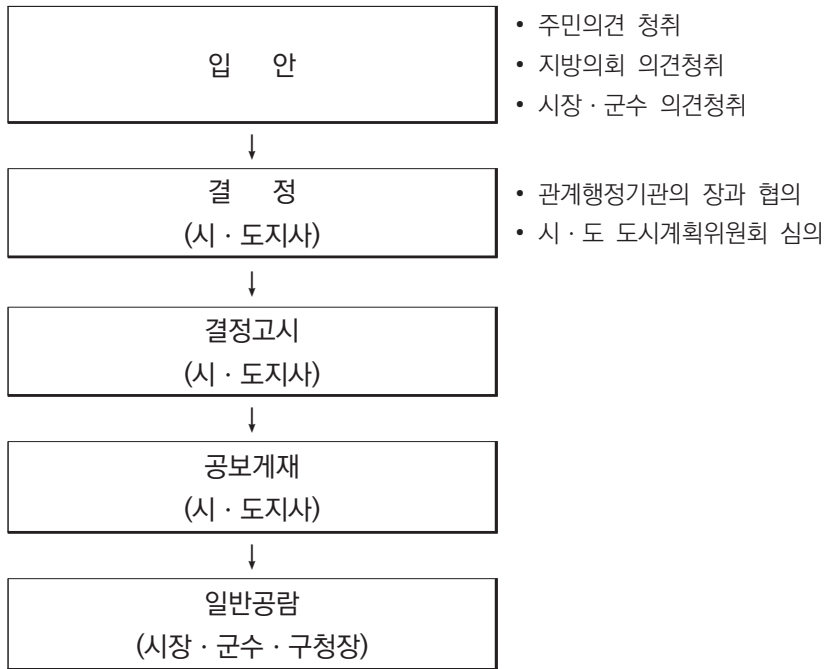 입 안
• 주민의견 청취
• 지방의회 의견청취
• 시장 · 군수 의견청취
↓
결 정
(시 · 도지사)
• 관계행정기관의 장과 협의
• 시 · 도 도시계획위원회 심의
↓
결정고시
(시 · 도지사)
↓
공보게재
(시 · 도지사)
↓
일반공람
(시장 · 군수 · 구청장)